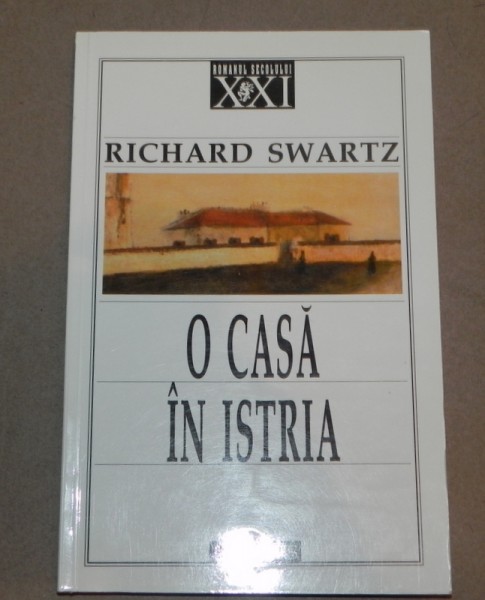 ROMANUL SECOLULUI
XXI
RICHARD SWARTZ
O CASĂ
ÎN ISTRIA